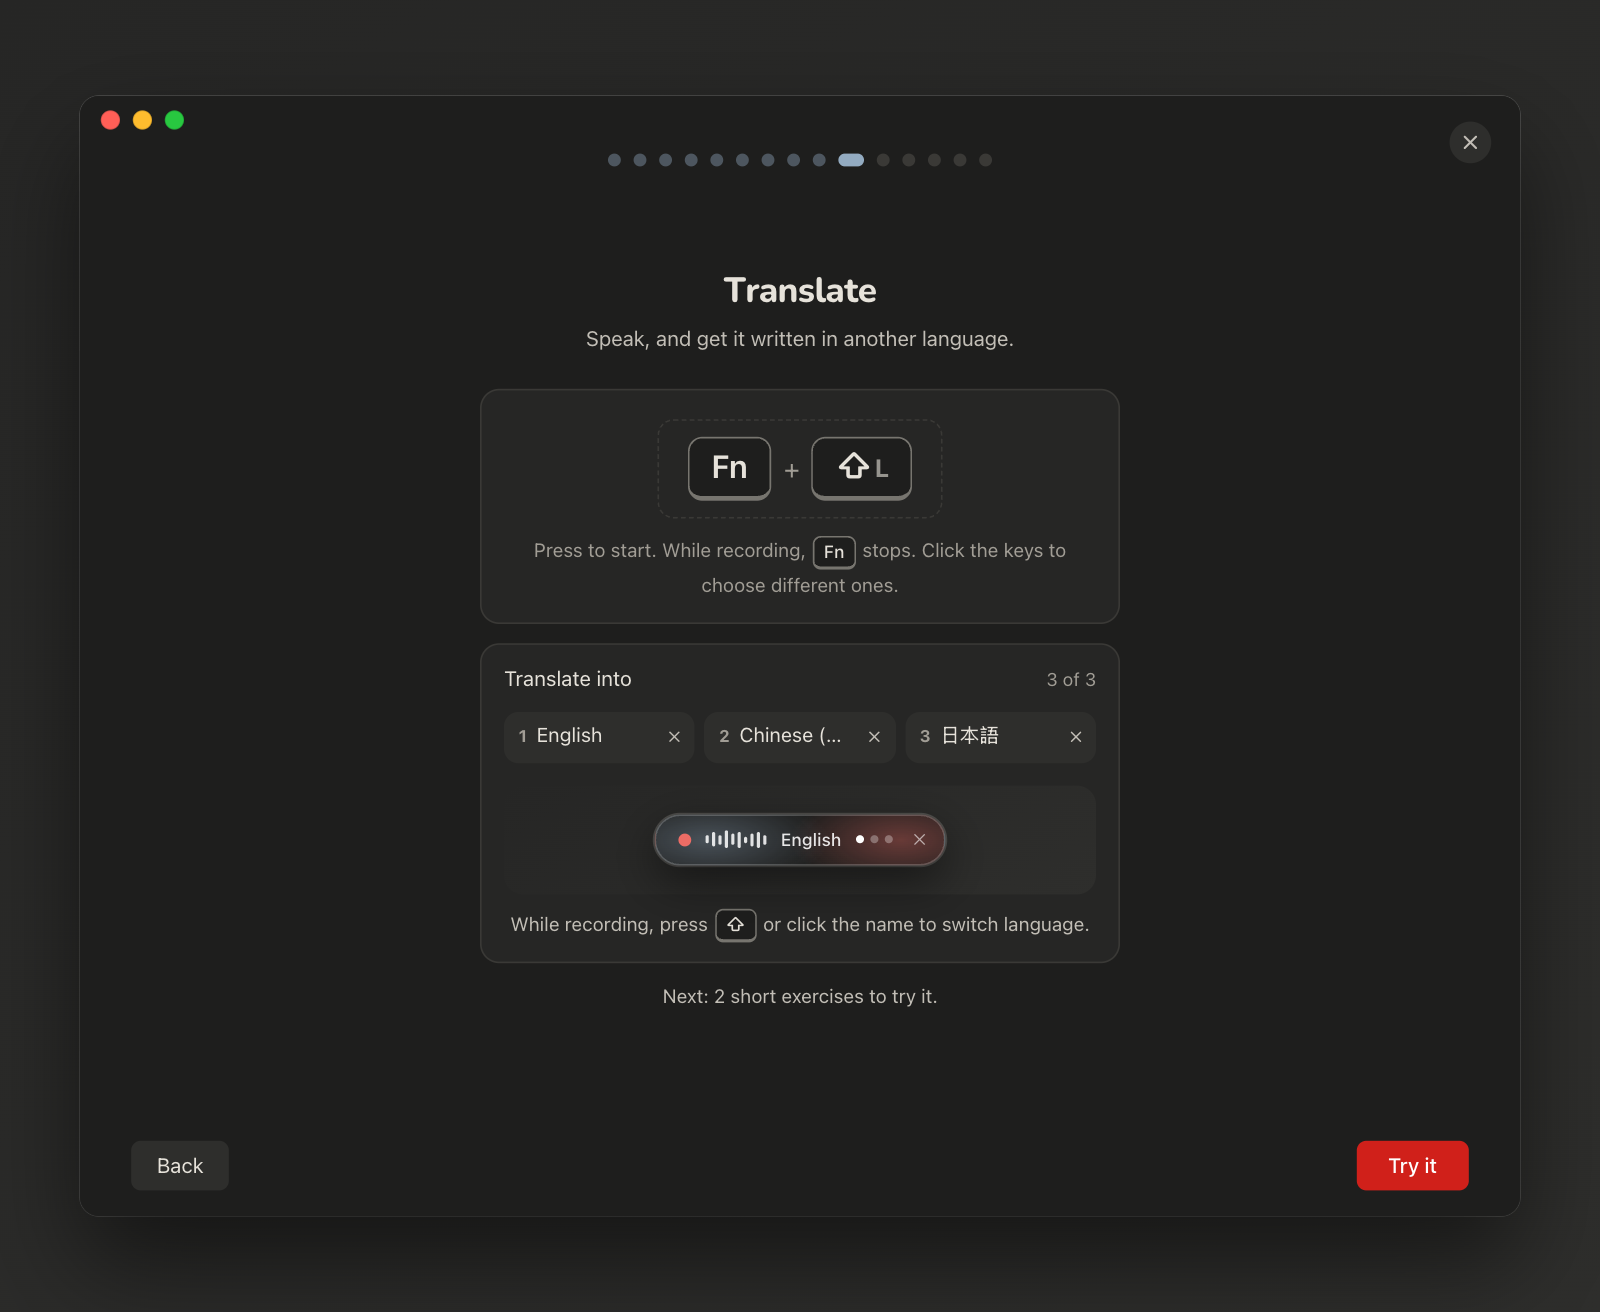 Translate
Speak, and get it written in another language.
Fn + L
Press to start. While recording, Fn stops. Click the keys to
choose different ones.
Translate into 3 of 3
1 English 2 Chinese (... 3 日本語
English
While recording, press or click the name to switch language.
Next: 2 short exercises to try it.
Back Try it